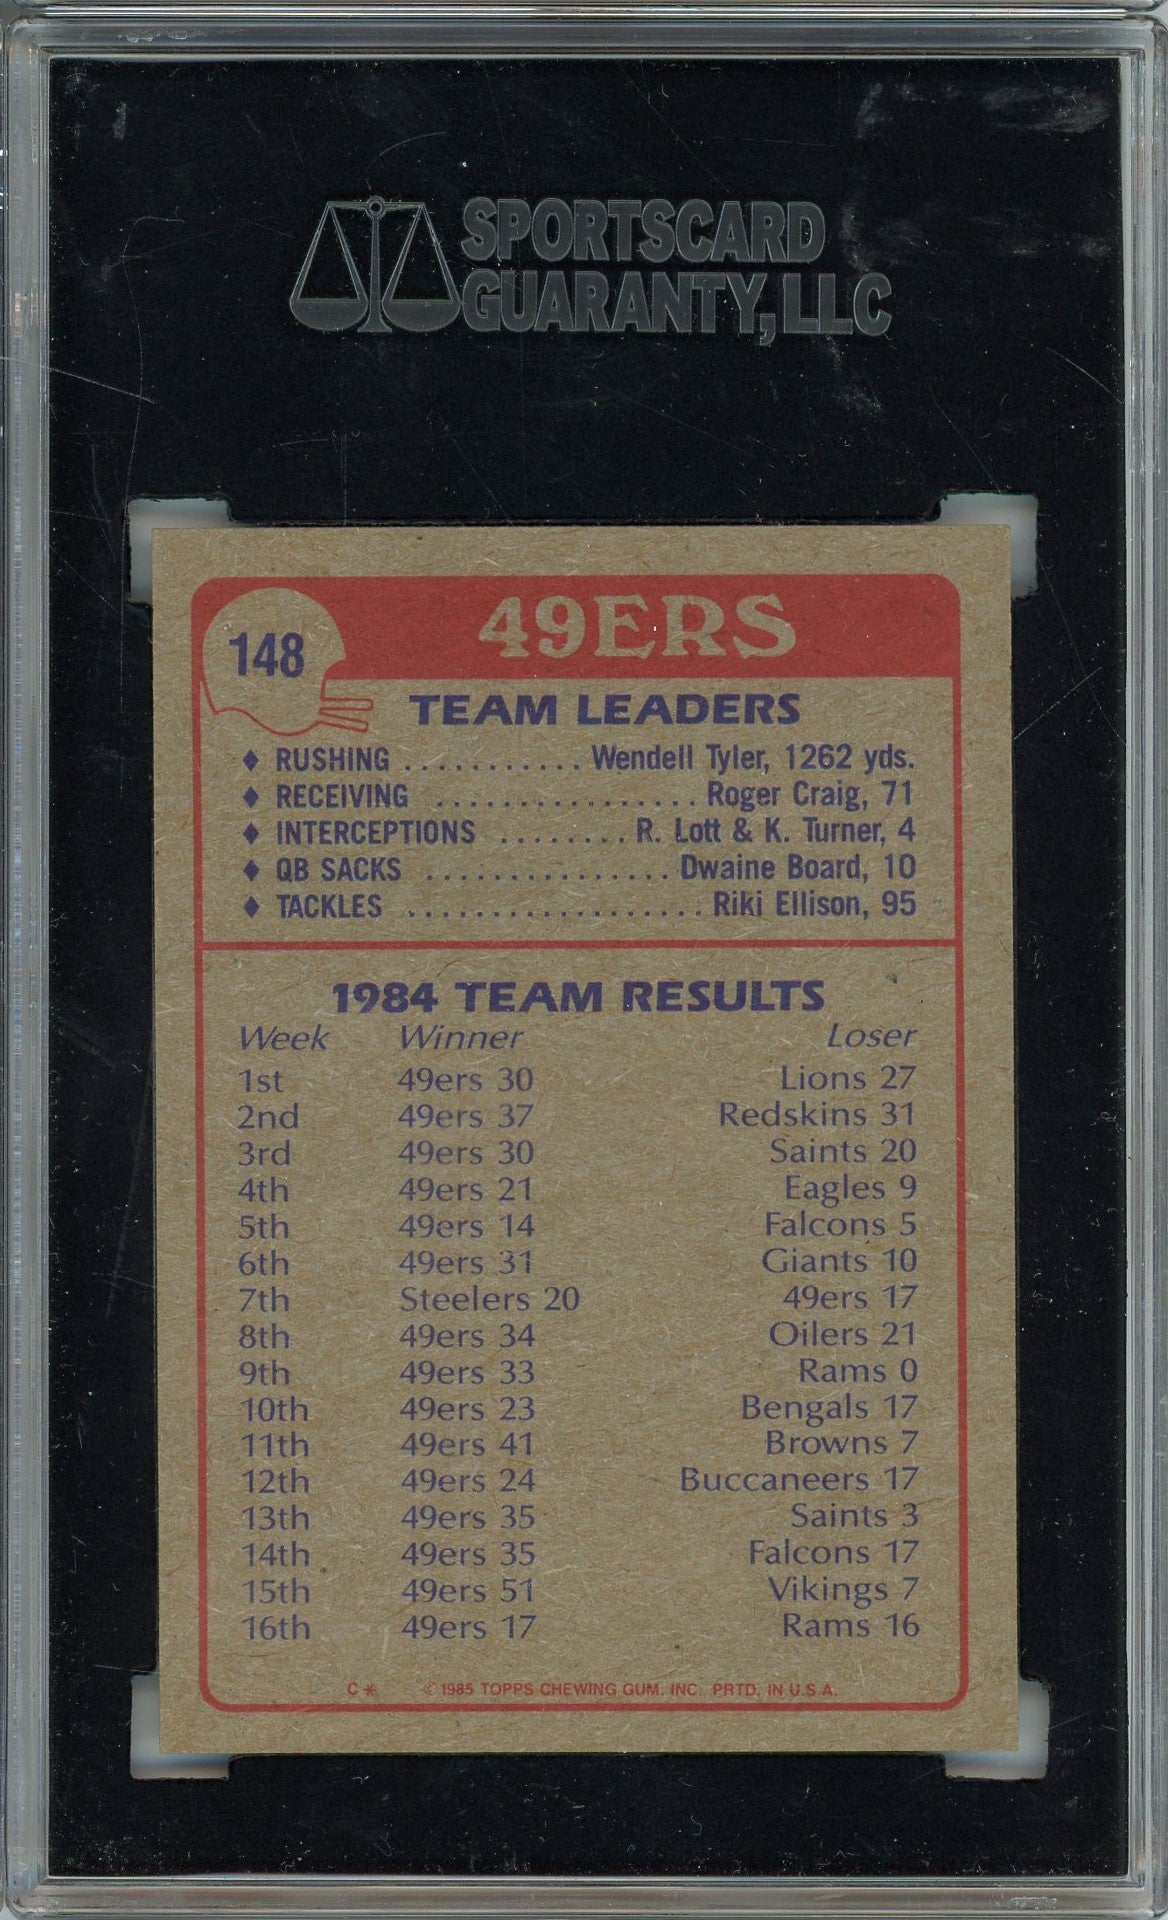 SPORTSCARD
GUARANTY, LLC
148
49ERS
TEAM LEADERS
♦ RUSHING ........... Wendell Tyler, 1262 yds.
♦ RECEIVING ................. Roger Craig, 71
♦ INTERCEPTIONS ........ R. Lott & K. Turner, 4
♦ QB SACKS ................ Dwaine Board, 10
♦ TACKLES ................... Riki Ellison, 95
1984 TEAM RESULTS
Week Winner Loser
1st 49ers 30 Lions 27
2nd 49ers 37 Redskins 31
3rd 49ers 30 Saints 20
4th 49ers 21 Eagles 9
5th 49ers 14 Falcons 5
6th 49ers 31 Giants 10
7th Steelers 20 49ers 17
8th 49ers 34 Oilers 21
9th 49ers 33 Rams 0
10th 49ers 23 Bengals 17
11th 49ers 41 Browns 7
12th 49ers 24 Buccaneers 17
13th 49ers 35 Saints 3
14th 49ers 35 Falcons 17
15th 49ers 51 Vikings 7
16th 49ers 17 Rams 16
C* © 1985 TOPPS CHEWING GUM, INC. PRTD. IN U.S.A.